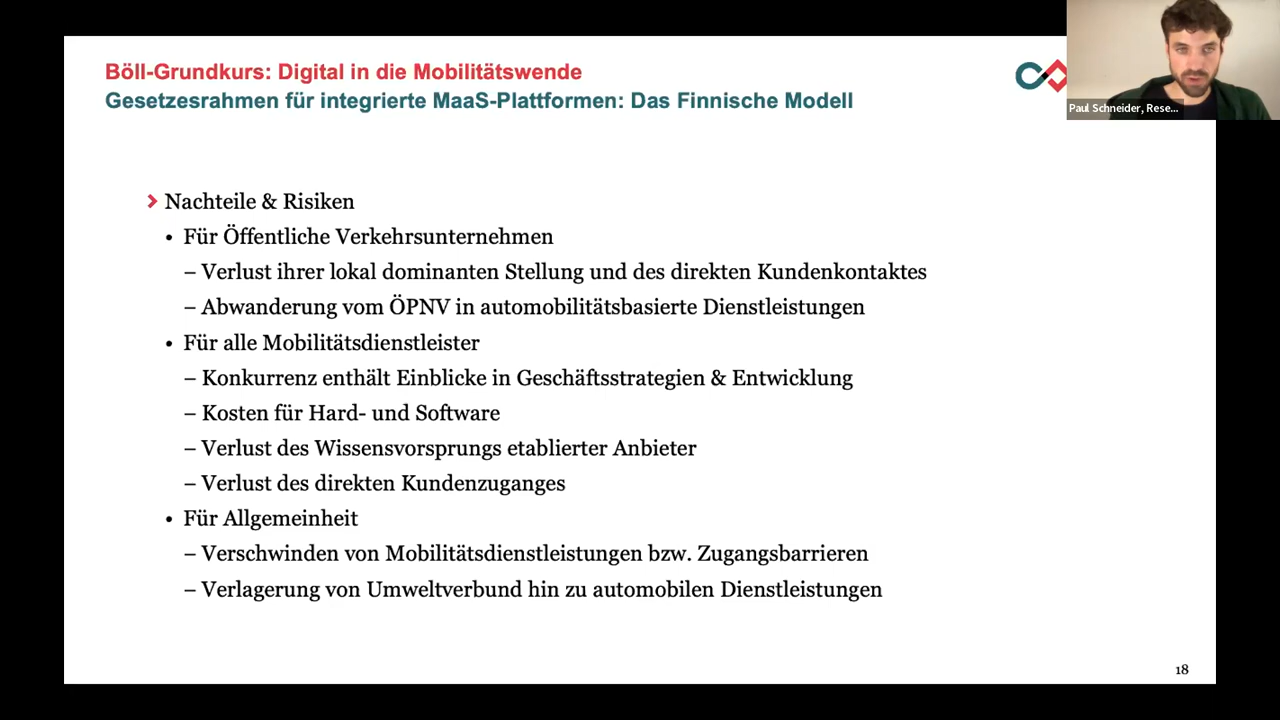 Böll-Grundkurs: Digital in die Mobilitätswende
Gesetzesrahmen für integrierte MaaS-Plattformen: Das Finnische Modell
Paul Schneider, Rese...
Nachteile & Risiken
• Für Öffentliche Verkehrsunternehmen
– Verlust ihrer lokal dominanten Stellung und des direkten Kundenkontaktes
– Abwanderung vom ÖPNV in automobilitätsbasierte Dienstleistungen
• Für alle Mobilitätsdienstleister
– Konkurrenz enthält Einblicke in Geschäftsstrategien & Entwicklung
– Kosten für Hard- und Software
– Verlust des Wissensvorsprungs etablierter Anbieter
– Verlust des direkten Kundenzuganges
• Für Allgemeinheit
– Verschwinden von Mobilitätsdienstleistungen bzw. Zugangsbarrieren
– Verlagerung von Umweltverbund hin zu automobilen Dienstleistungen
18